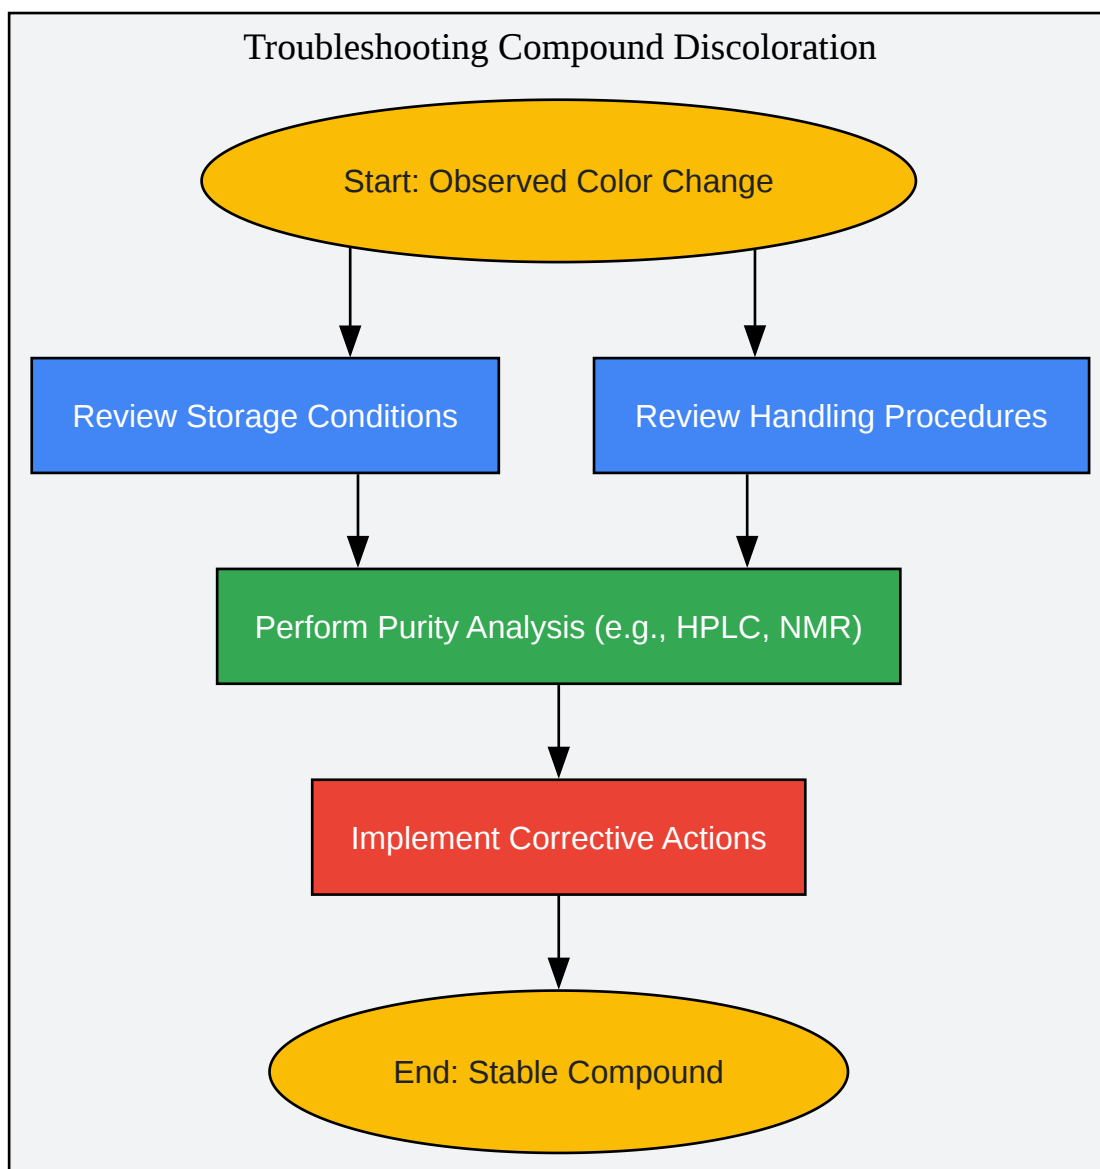 Troubleshooting Compound Discoloration
Start: Observed Color Change
Review Storage Conditions
Review Handling Procedures
Perform Purity Analysis (e.g., HPLC, NMR)
Implement Corrective Actions
End: Stable Compound